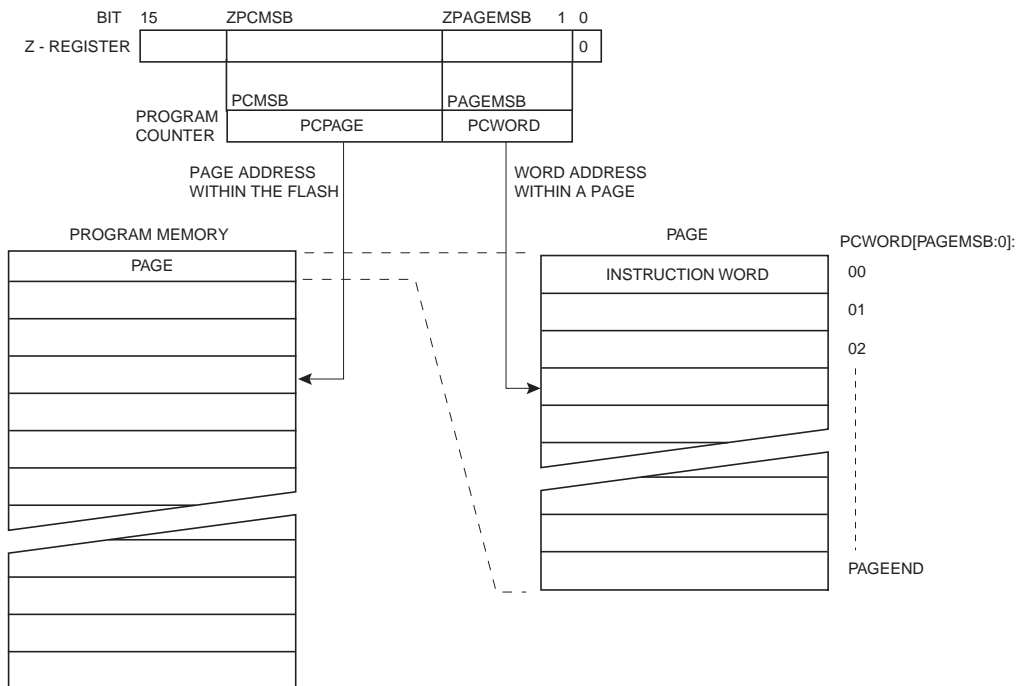 BIT 15 ZPCMSB ZPAGEMSB 1 0
Z - REGISTER 0
PCMSB PAGEMSB
PROGRAM
COUNTER
PCPAGE PCWORD
PAGE ADDRESS
WITHIN THE FLASH
WORD ADDRESS
WITHIN A PAGE
PROGRAM MEMORY
PAGE
PAGE
INSTRUCTION WORD
PCWORD[PAGEMSB:0]:
00
01
02
PAGEEND